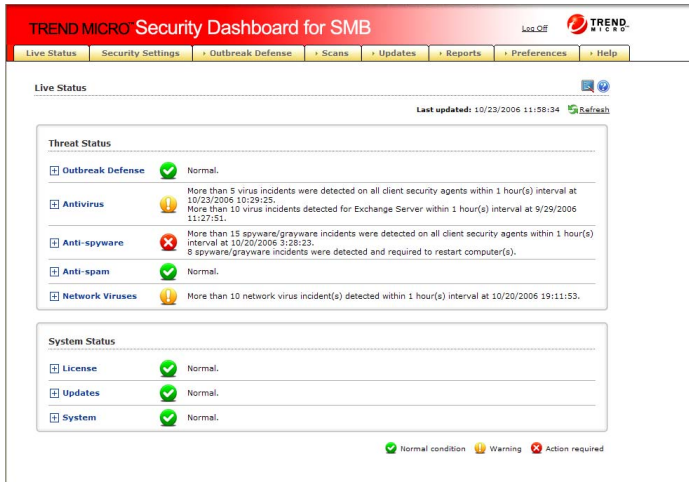 TREND MICRO™ Security Dashboard for SMB
Log Off
TREND MICRO™
Live Status
Security Settings
Outbreak Defense
Scans
Updates
Reports
Preferences
Help
Live Status
Last updated: 10/23/2006 11:58:34
Refresh
Threat Status
Outbreak Defense
Normal.
Antivirus
More than 5 virus incidents were detected on all client security agents within 1 hour(s) interval at
10/23/2006 10:29:25.
More than 10 virus incidents detected for Exchange Server within 1 hour(s) interval at 9/29/2006
11:27:51.
Anti-spyware
More than 15 spyware/grayware incidents were detected on all client security agents within 1 hour(s)
interval at 10/20/2006 3:28:23.
8 spyware/grayware incidents were detected and required to restart computer(s).
Anti-spam
Normal.
Network Viruses
More than 10 network virus incident(s) detected within 1 hour(s) interval at 10/20/2006 19:11:53.
System Status
License
Normal.
Updates
Normal.
System
Normal.
Normal condition
Warning
Action required